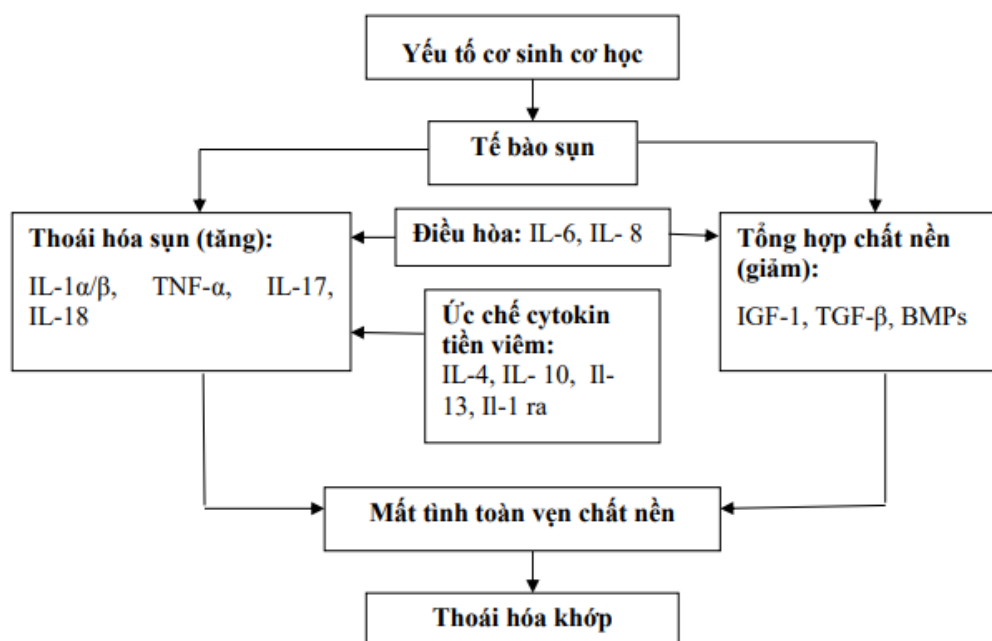 Yếu tố cơ sinh cơ học
Tế bào sụn
Thoái hóa sụn (tăng):
IL-1α/β, TNF-α, IL-17,
IL-18
Điều hòa: IL-6, IL- 8
Ức chế cytokin
tiền viêm:
IL-4, IL- 10, Il-
13, Il-1 ra
Tổng hợp chất nền
(giảm):
IGF-1, TGF-β, BMPs
Mất tình toàn vẹn chất nền
Thoái hóa khớp